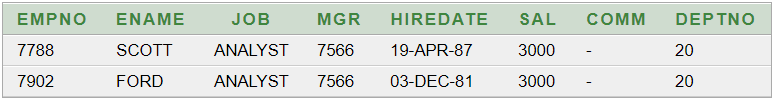 EMPNO ENAME JOB MGR HIREDATE SAL COMM DEPTNO
7788 SCOTT ANALYST 7566 19-APR-87 3000 - 20
7902 FORD ANALYST 7566 03-DEC-81 3000 - 20